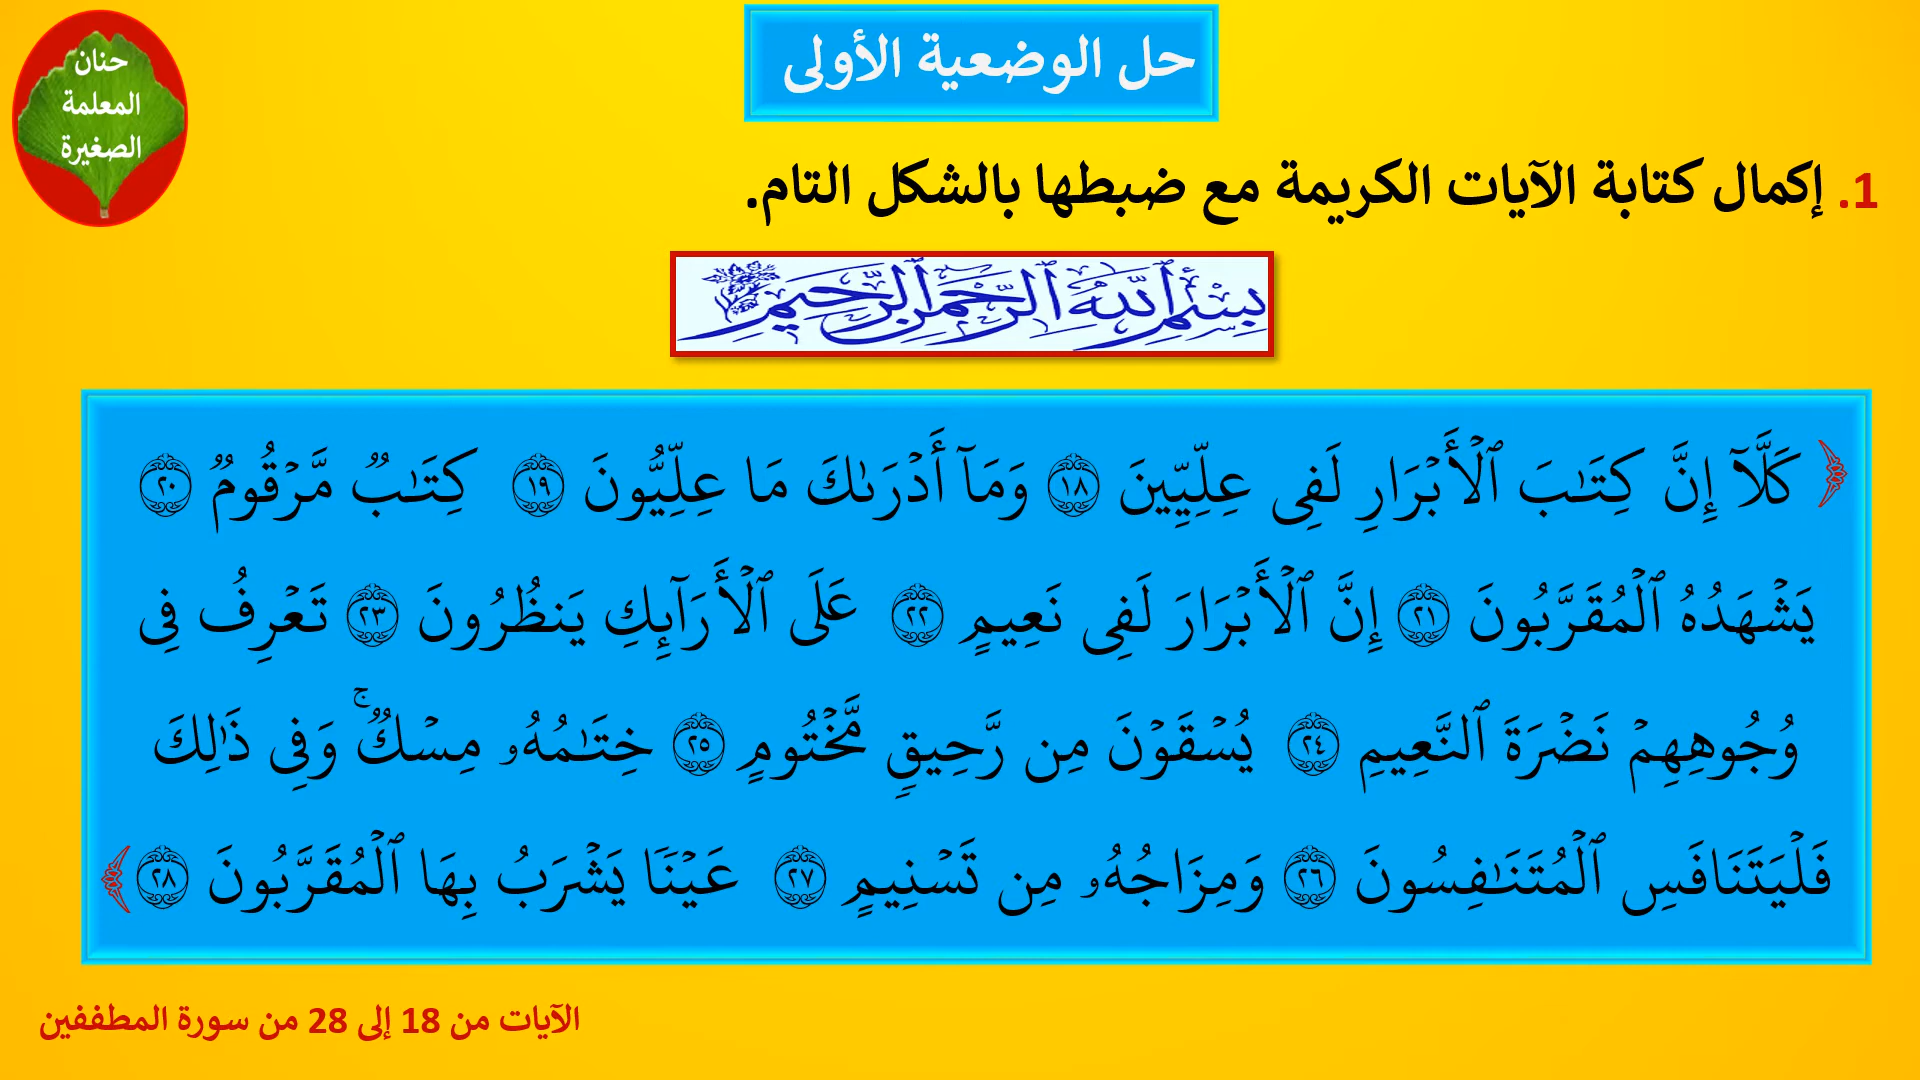 حل الوضعية الأولى
حنان
المعلمة
الصغيرة
1. إكمال كتابة الآيات الكريمة مع ضبطها بالشكل التام.
بِسْمِ ٱللَّهِ ٱلرَّحْمَٰنِ ٱلرَّحِيمِ
﴿ كَلَّآ إِنَّ كِتَٰبَ ٱلْأَبْرَارِ لَفِى عِلِّيِّينَ ١٨ وَمَآ أَدْرَىٰكَ مَا عِلِّيُّونَ ١٩ كِتَٰبٌ مَّرْقُومٌ ٢٠
يَشْهَدُهُ ٱلْمُقَرَّبُونَ ٢١ إِنَّ ٱلْأَبْرَارَ لَفِى نَعِيمٍ ٢٢ عَلَى ٱلْأَرَآئِكِ يَنظُرُونَ ٢٣ تَعْرِفُ فِى
وُجُوهِهِمْ نَضْرَةَ ٱلنَّعِيمِ ٢٤ يُسْقَوْنَ مِن رَّحِيقٍ مَّخْتُومٍ ٢٥ خِتَٰمُهُۥ مِسْكٌ ۚ وَفِى ذَٰلِكَ
فَلْيَتَنَافَسِ ٱلْمُتَنَٰفِسُونَ ٢٦ وَمِزَاجُهُۥ مِن تَسْنِيمٍ ٢٧ عَيْنًا يَشْرَبُ بِهَا ٱلْمُقَرَّبُونَ ٢٨ ﴾
الآيات من 18 إلى 28 من سورة المطففين